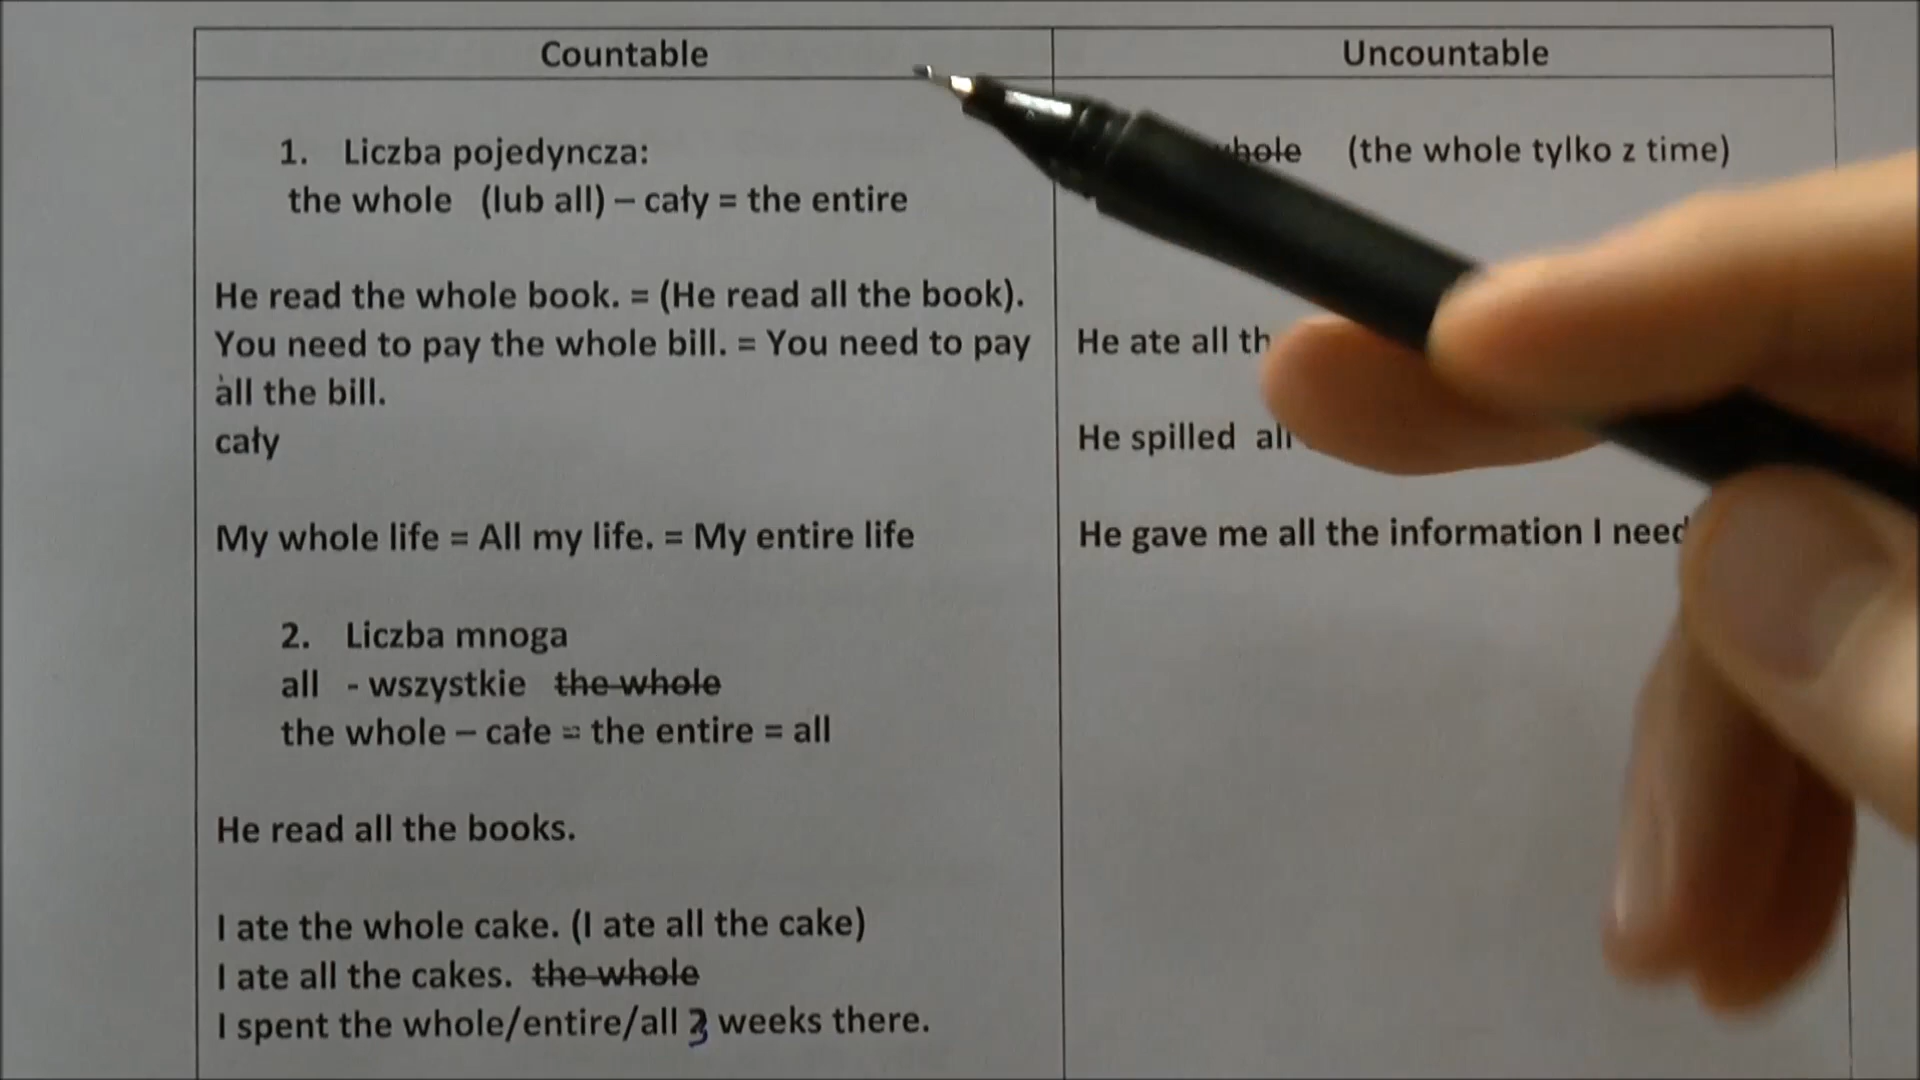 Countable
1. Liczba pojedyncza:
the whole (lub all) – cały = the entire
He read the whole book. = (He read all the book).
You need to pay the whole bill. = You need to pay
all the bill.
cały
My whole life = All my life. = My entire life
2. Liczba mnoga
all - wszystkie the whole
the whole – całe = the entire = all
He read all the books.
I ate the whole cake. (I ate all the cake)
I ate all the cakes. the whole
I spent the whole/entire/all 3 weeks there.
Uncountable
whole (the whole tylko z time)
He ate all
He spilled all
He gave me all the information I